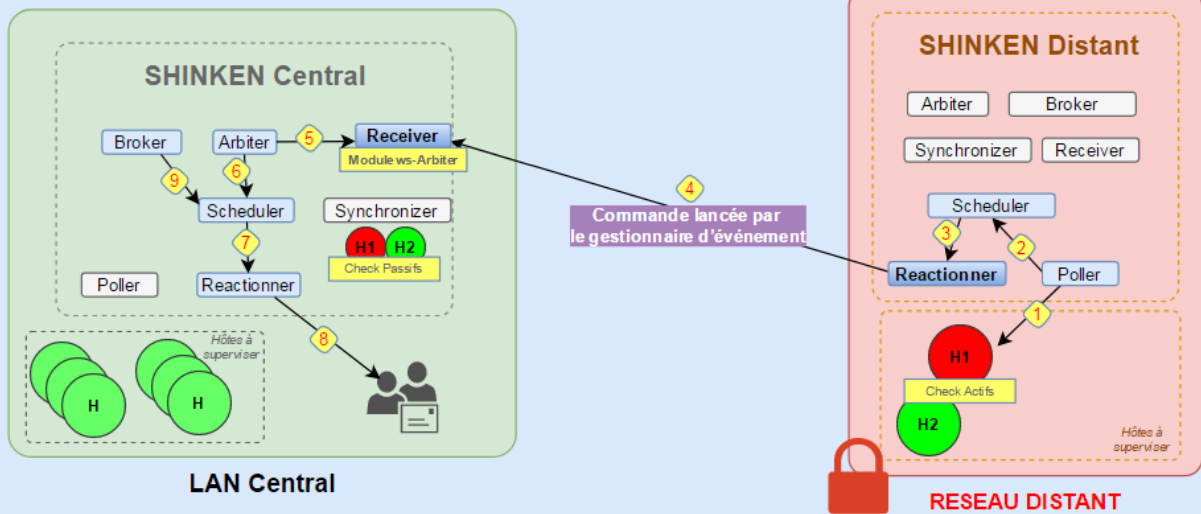 SHINKEN Central
Broker
Arbiter
5
Receiver
Module ws-Arbiter
9
6
Scheduler
Synchronizer
7
H1
H2
Check Passifs
Poller
Reactionner
8
Hôtes à
superviser
H
H
LAN Central
4
Commande lancée par
le gestionnaire d'événement
SHINKEN Distant
Arbiter
Broker
Synchronizer
Receiver
Scheduler
3
2
Reactionner
Poller
1
H1
Check Actifs
H2
Hôtes à
superviser
RESEAU DISTANT